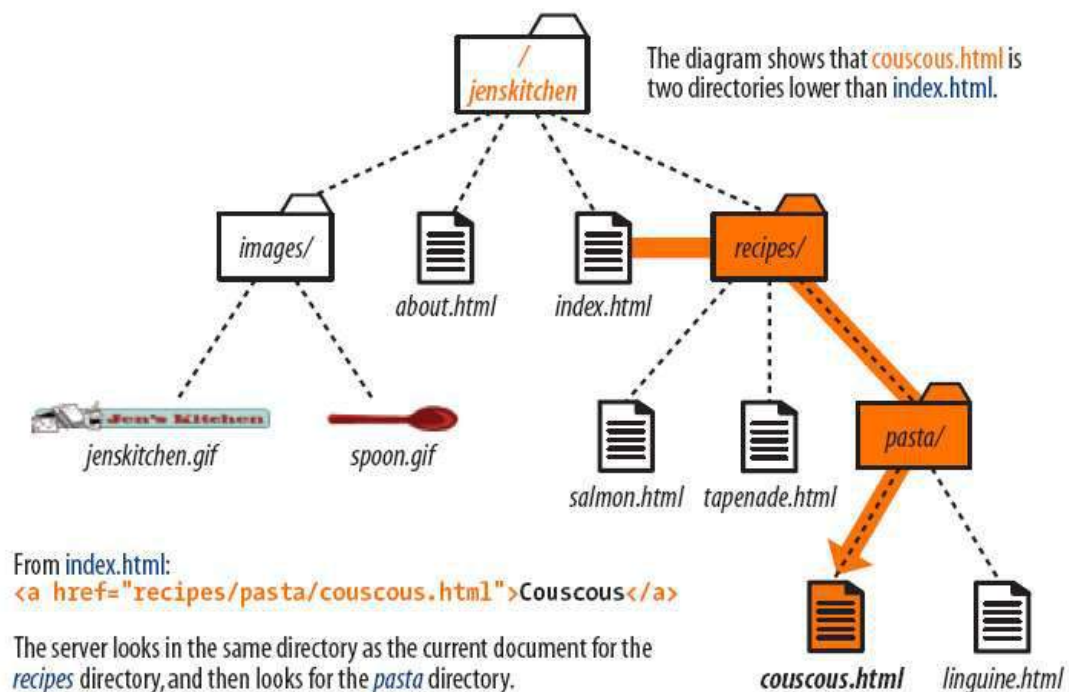 /
jenskitchen
The diagram shows that couscous.html is
two directories lower than index.html.
images/
about.html
index.html
recipes/
Jen's Kitchen
jenskitchen.gif
spoon.gif
salmon.html
tapenade.html
pasta/
From index.html:
<a href="recipes/pasta/couscous.html">Couscous</a>
The server looks in the same directory as the current document for the
recipes directory, and then looks for the pasta directory.
couscous.html
linguine.html